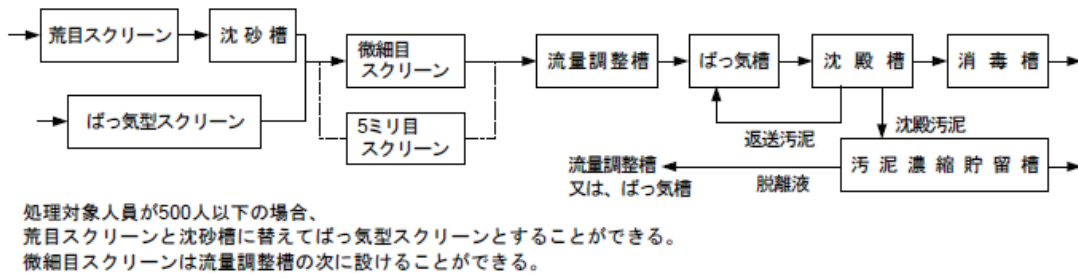 荒目スクリーン
沈砂槽
ばっ気型スクリーン
微細目
スクリーン
5ミリ目
スクリーン
流量調整槽
ばっ気槽
沈殿槽
消毒槽
返送汚泥
沈殿汚泥
汚泥濃縮貯留槽
脱離液
流量調整槽
又は、ばっ気槽
処理対象人員が500人以下の場合、
荒目スクリーンと沈砂槽に替えてばっ気型スクリーンとすることができる。
微細目スクリーンは流量調整槽の次に設けることができる。